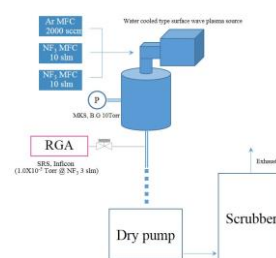 Ar MFC
2000 sccm
NF₃ MFC
10 slm
NF₃ MFC
10 slm
Water cooled type surface wave plasma source
P
MKS, B.G 10Torr
RGA
SRS, Inficon
(1.0X10⁻⁵ Torr @ NF₃ 3 slm)
Dry pump
Exhaust
Scrubber